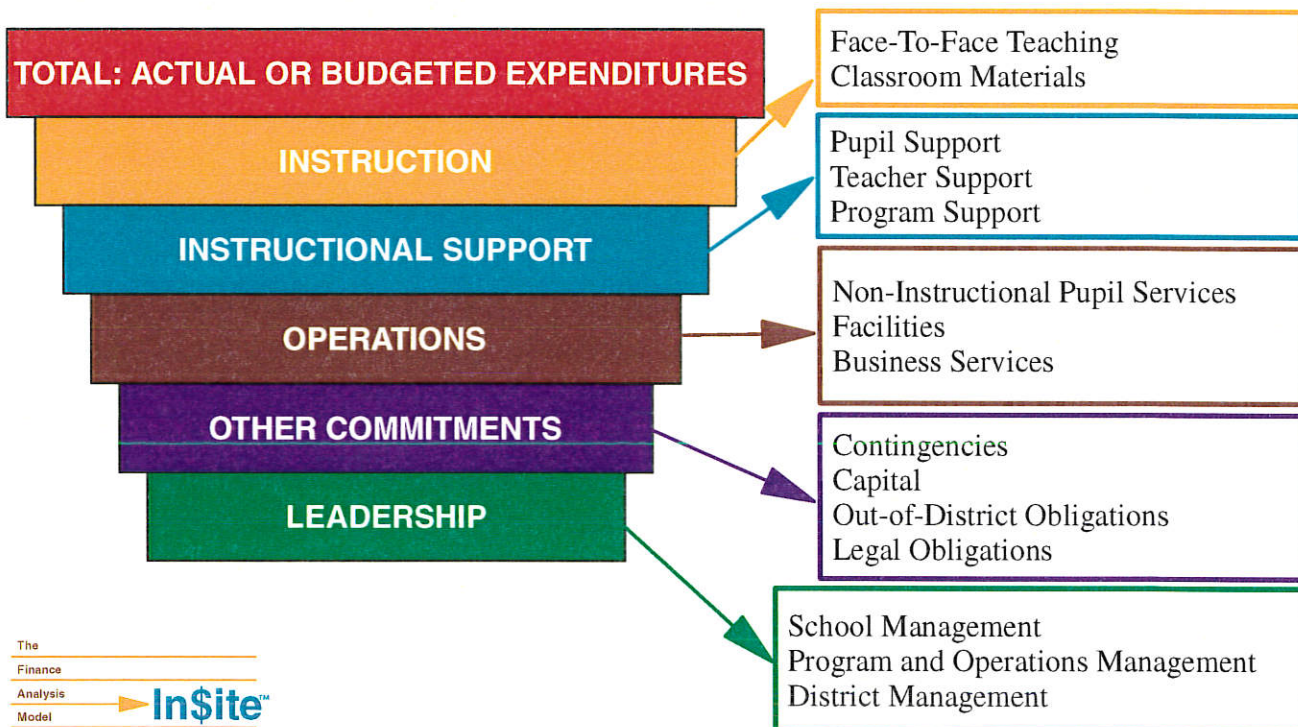 TOTAL: ACTUAL OR BUDGETED EXPENDITURES
INSTRUCTION
INSTRUCTIONAL SUPPORT
OPERATIONS
OTHER COMMITMENTS
LEADERSHIP
Face-To-Face Teaching
Classroom Materials
Pupil Support
Teacher Support
Program Support
Non-Instructional Pupil Services
Facilities
Business Services
Contingencies
Capital
Out-of-District Obligations
Legal Obligations
School Management
Program and Operations Management
District Management
The
Finance
Analysis
Model
In$ite™